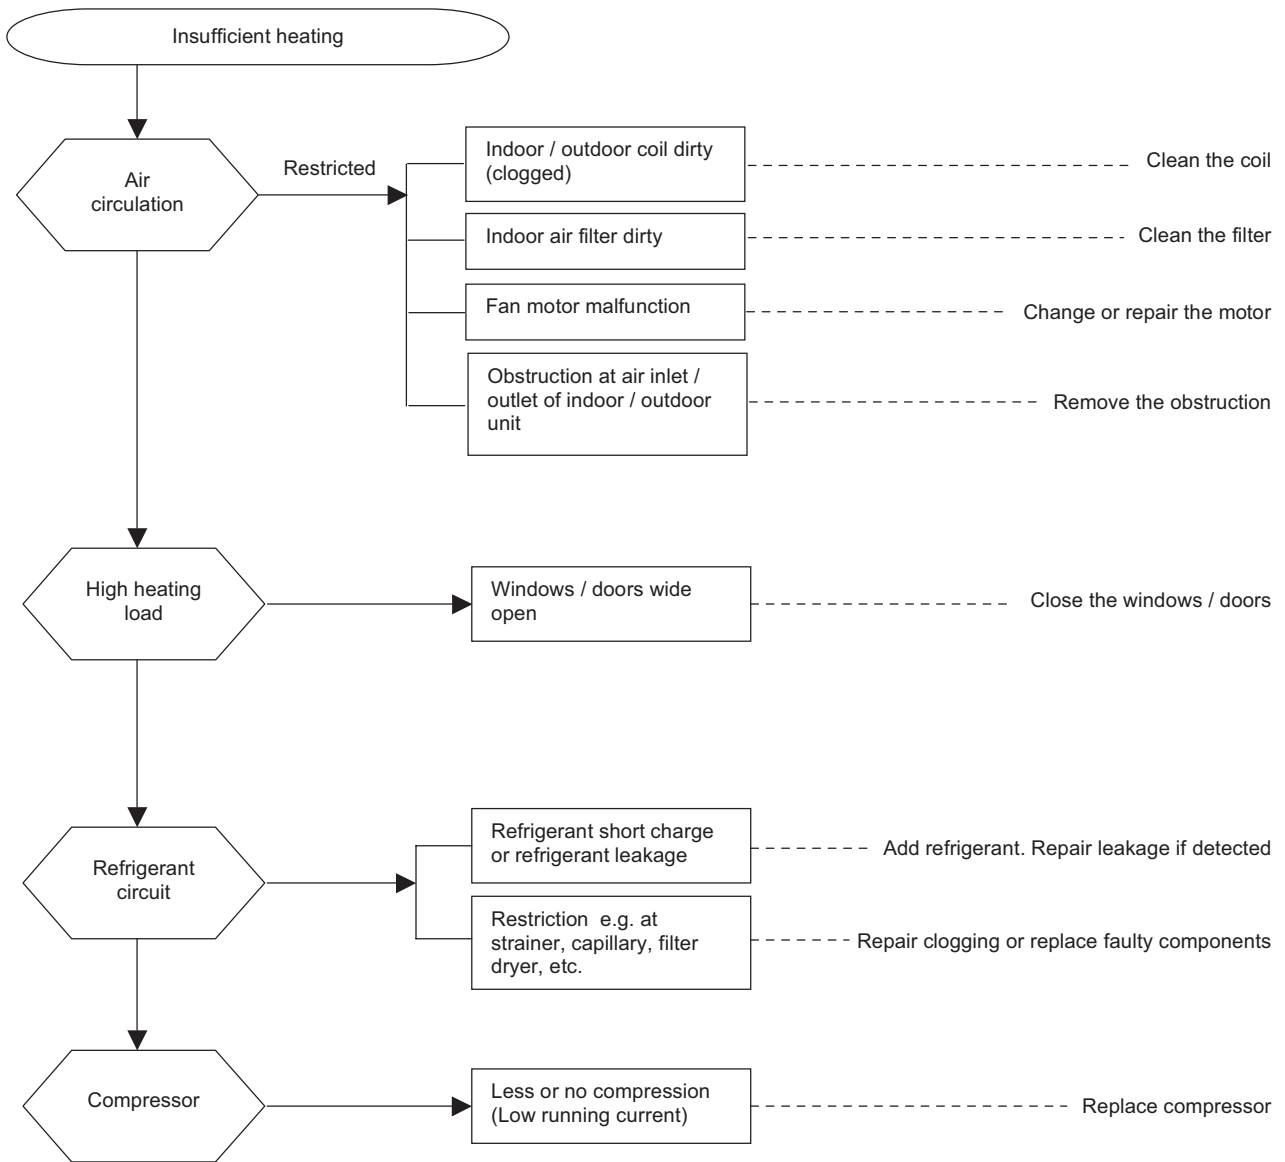 Insufficient heating
Air
circulation
Restricted
Indoor / outdoor coil dirty
(clogged)
Clean the coil
Indoor air filter dirty
Clean the filter
Fan motor malfunction
Change or repair the motor
Obstruction at air inlet /
outlet of indoor / outdoor
unit
Remove the obstruction
High heating
load
Windows / doors wide
open
Close the windows / doors
Refrigerant
circuit
Refrigerant short charge
or refrigerant leakage
Add refrigerant. Repair leakage if detected
Restriction e.g. at
strainer, capillary, filter
dryer, etc.
Repair clogging or replace faulty components
Compressor
Less or no compression
(Low running current)
Replace compressor